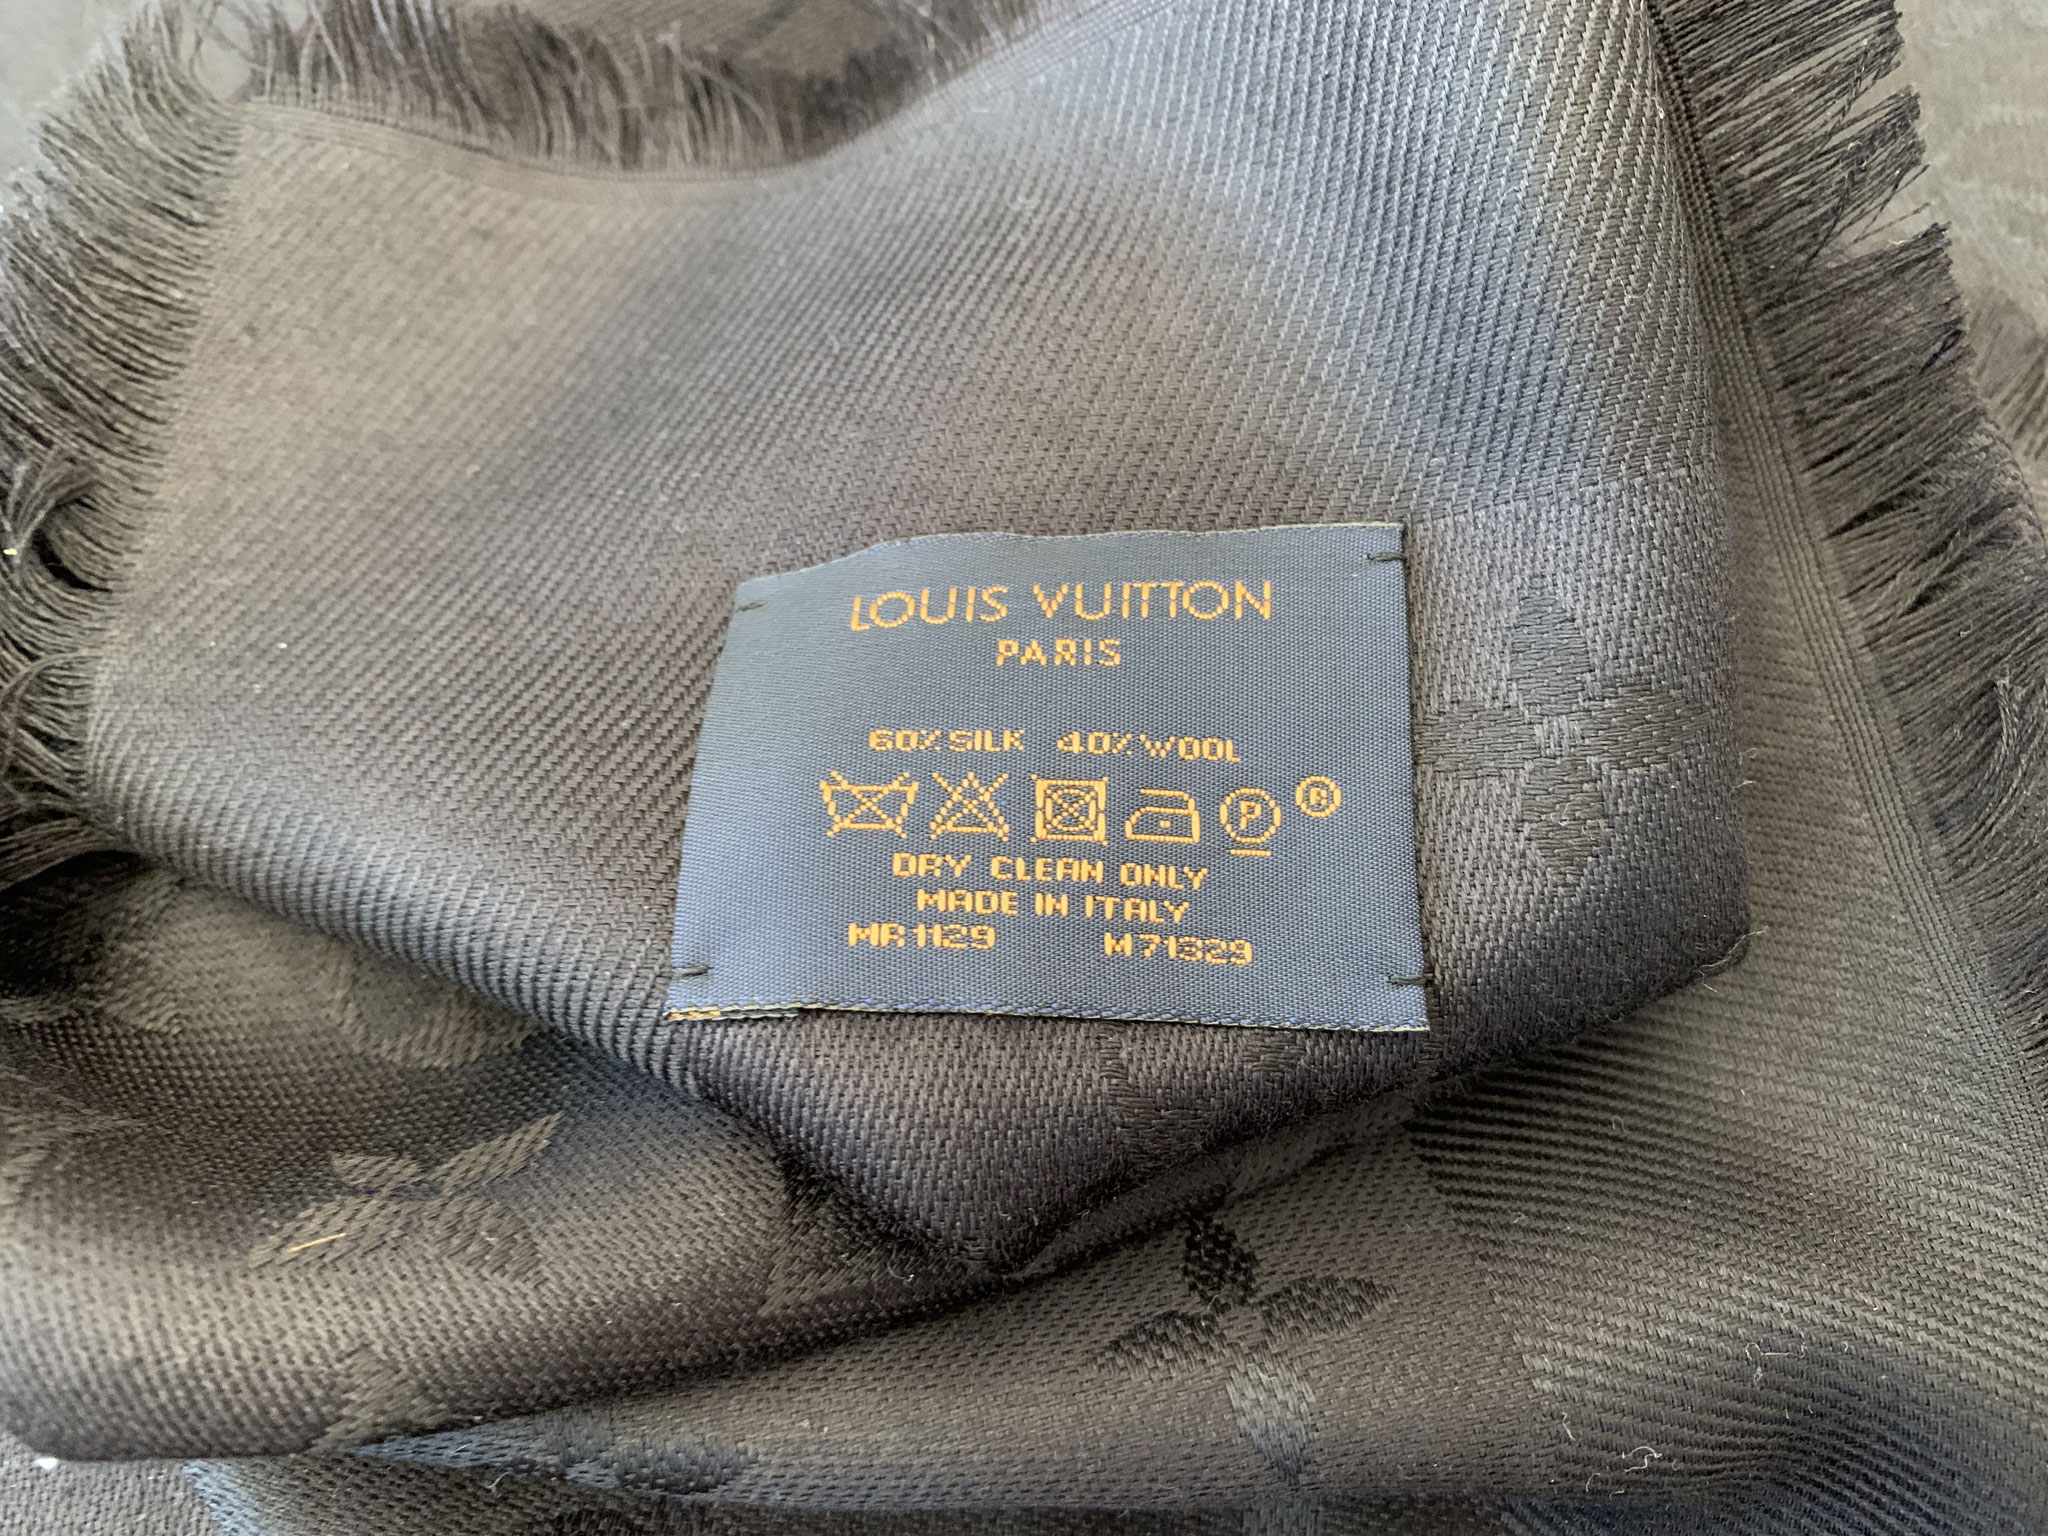 LOUIS VUITTON
PARIS
60% SILK 40% WOOL
P ®
DRY CLEAN ONLY
MADE IN ITALY
MR1129 M71329